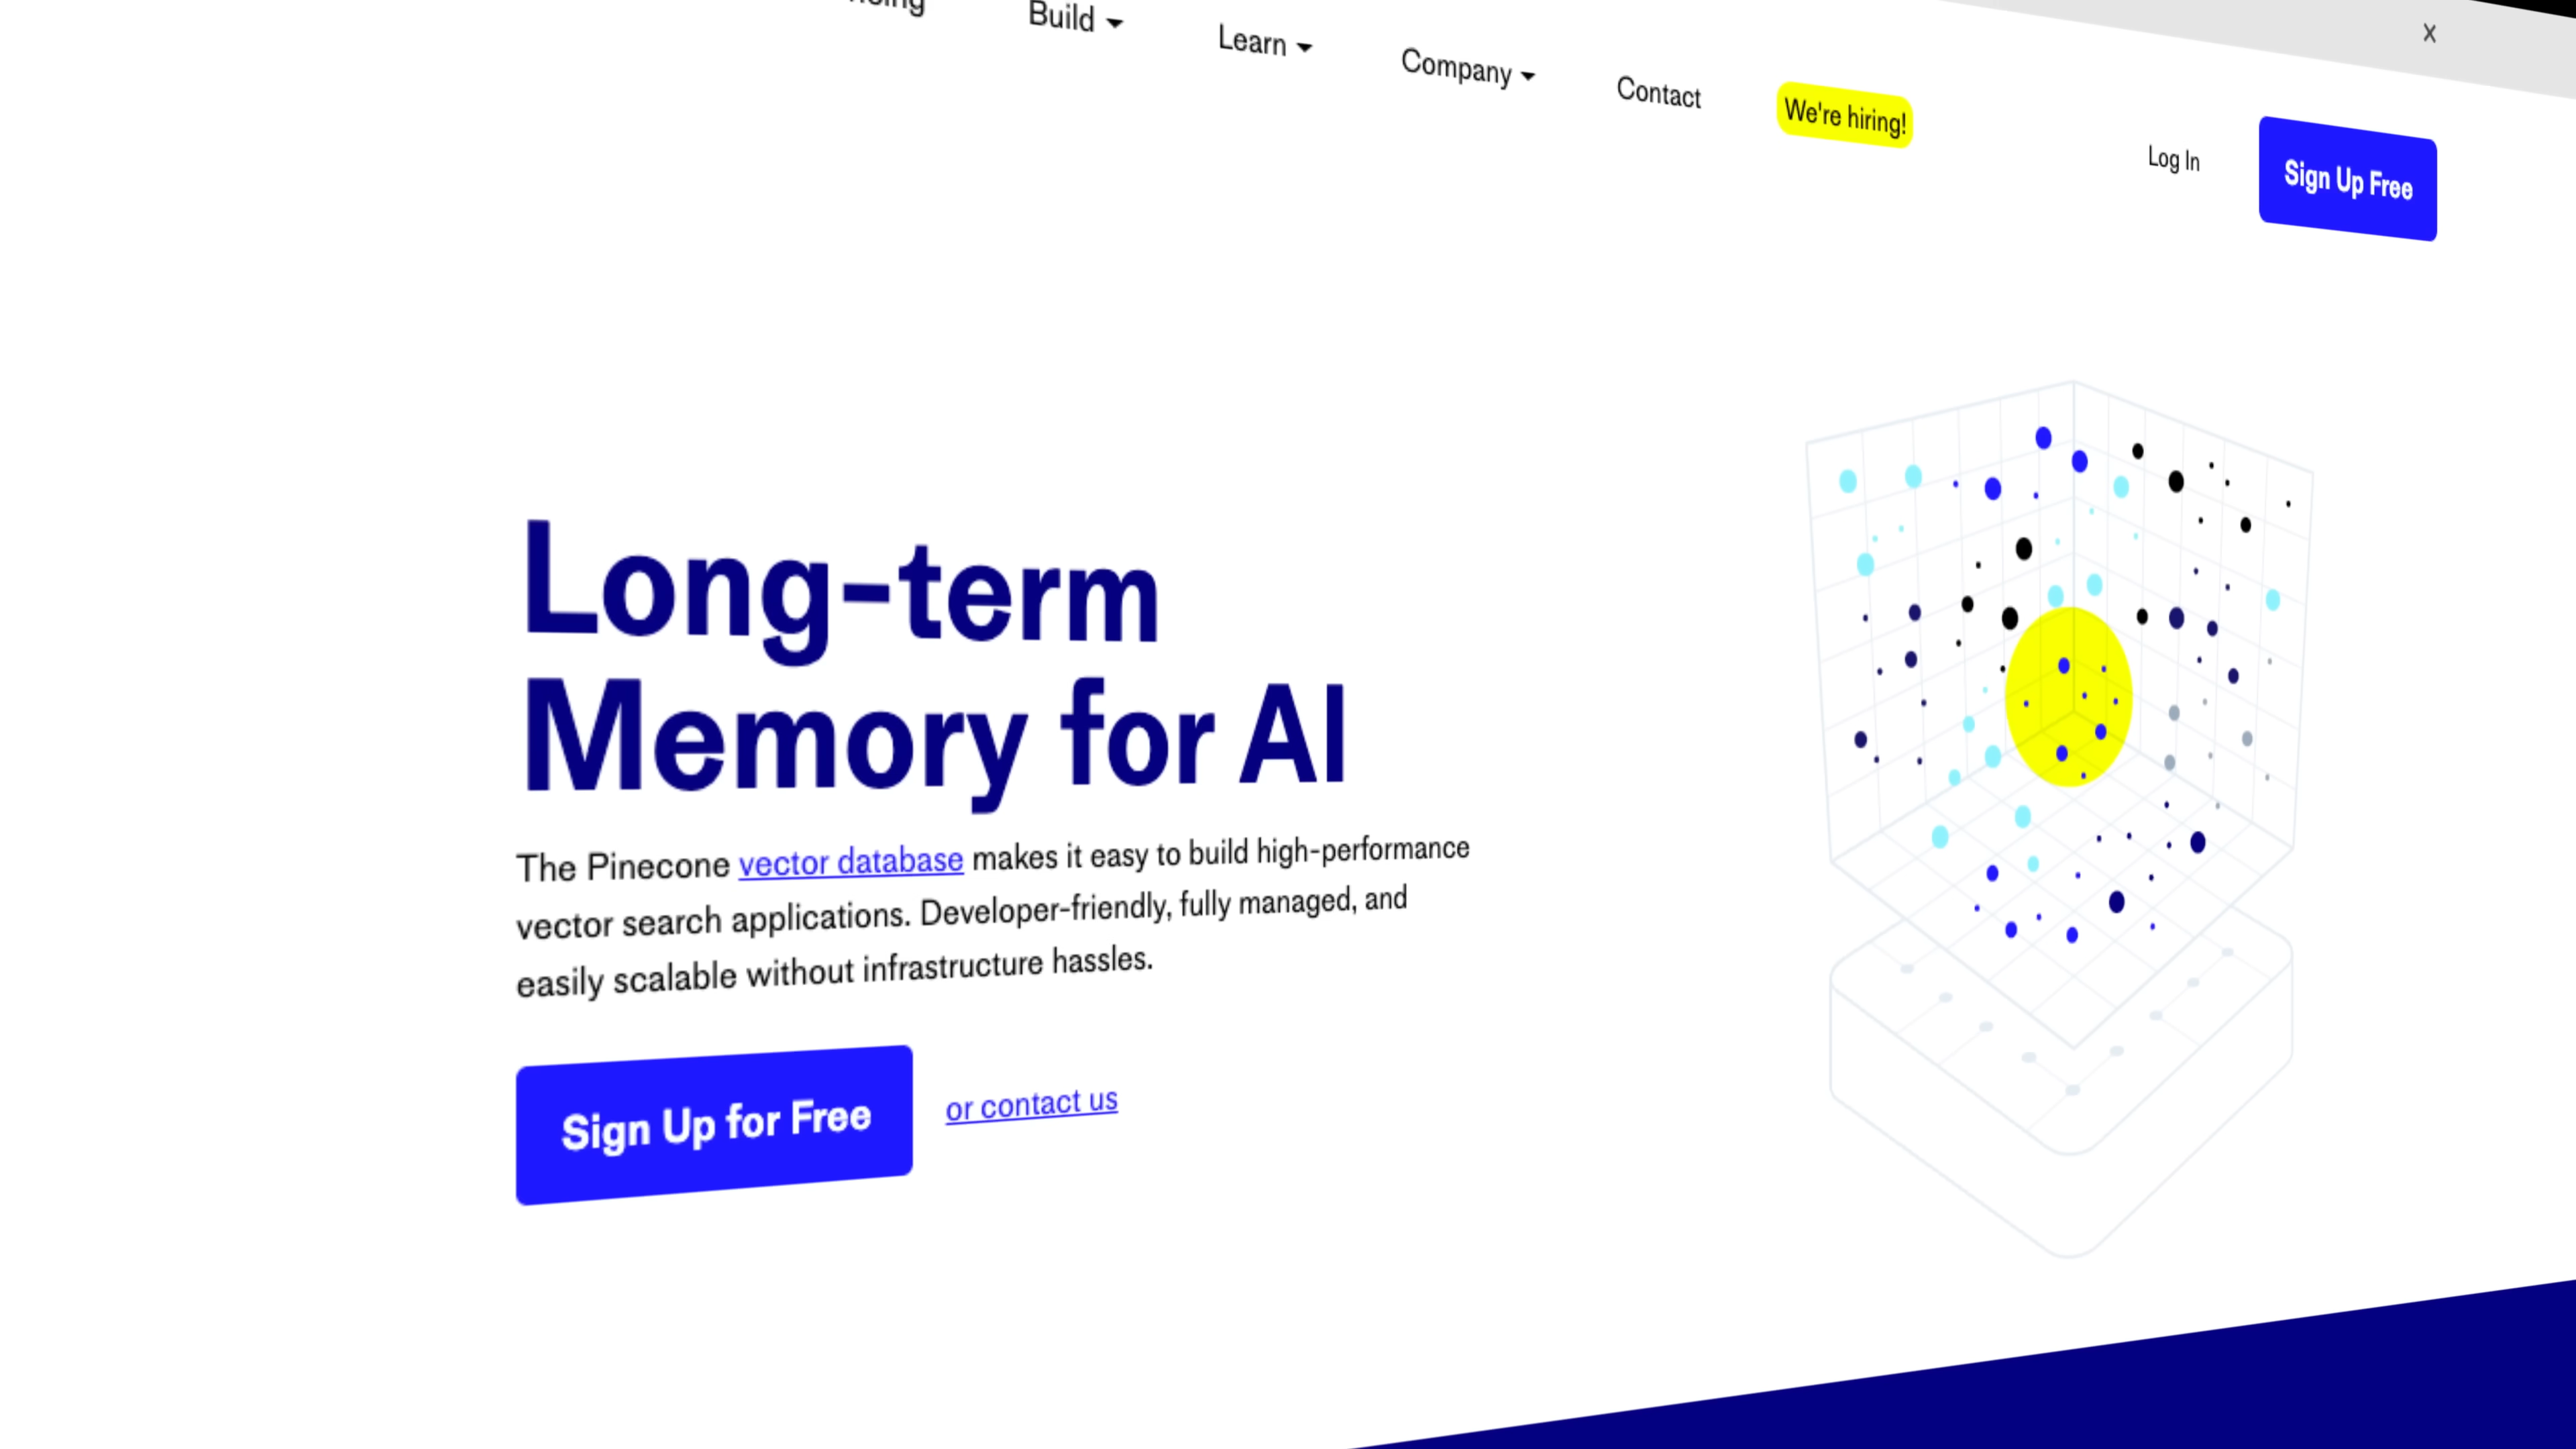 Build
Learn
Company
Contact
We're hiring!
x
Log In
Sign Up Free
Long-term
Memory for AI
The Pinecone vector database makes it easy to build high-performance
vector search applications. Developer-friendly, fully managed, and
easily scalable without infrastructure hassles.
Sign Up for Free
or contact us